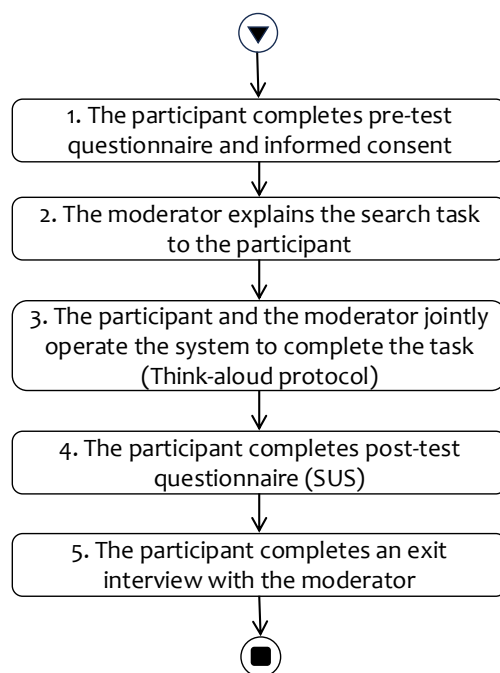 1. The participant completes pre-test
questionnaire and informed consent
2. The moderator explains the search task
to the participant
3. The participant and the moderator jointly
operate the system to complete the task
(Think-aloud protocol)
4. The participant completes post-test
questionnaire (SUS)
5. The participant completes an exit
interview with the moderator